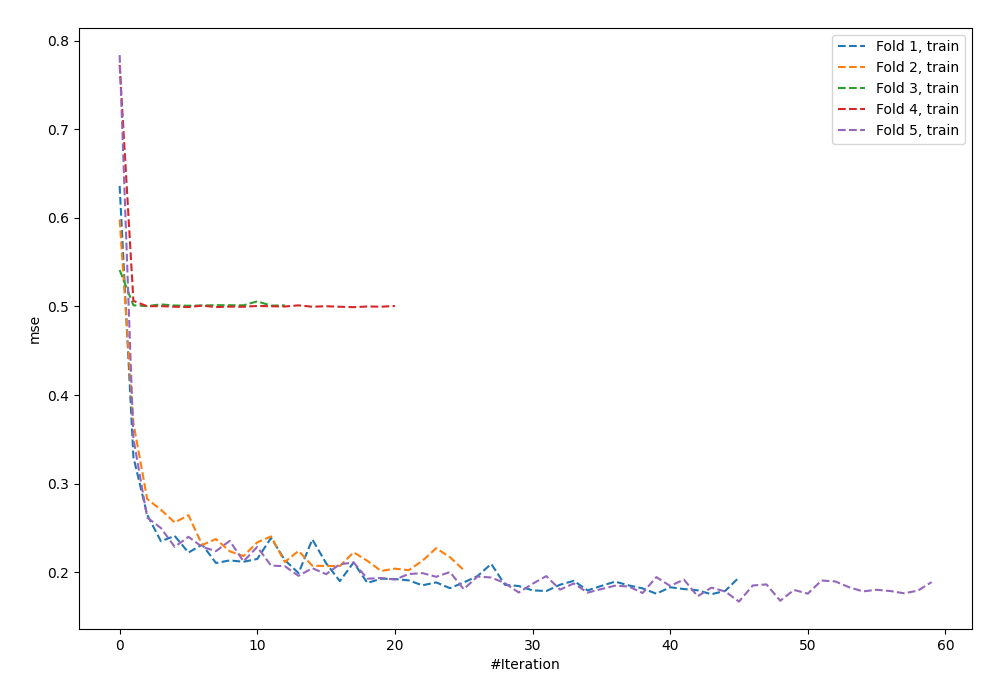 0.8
0.7
0.6
0.5
0.4
0.3
0.2
mse
0
10
20
30
40
50
60
#Iteration
Fold 1, train
Fold 2, train
Fold 3, train
Fold 4, train
Fold 5, train